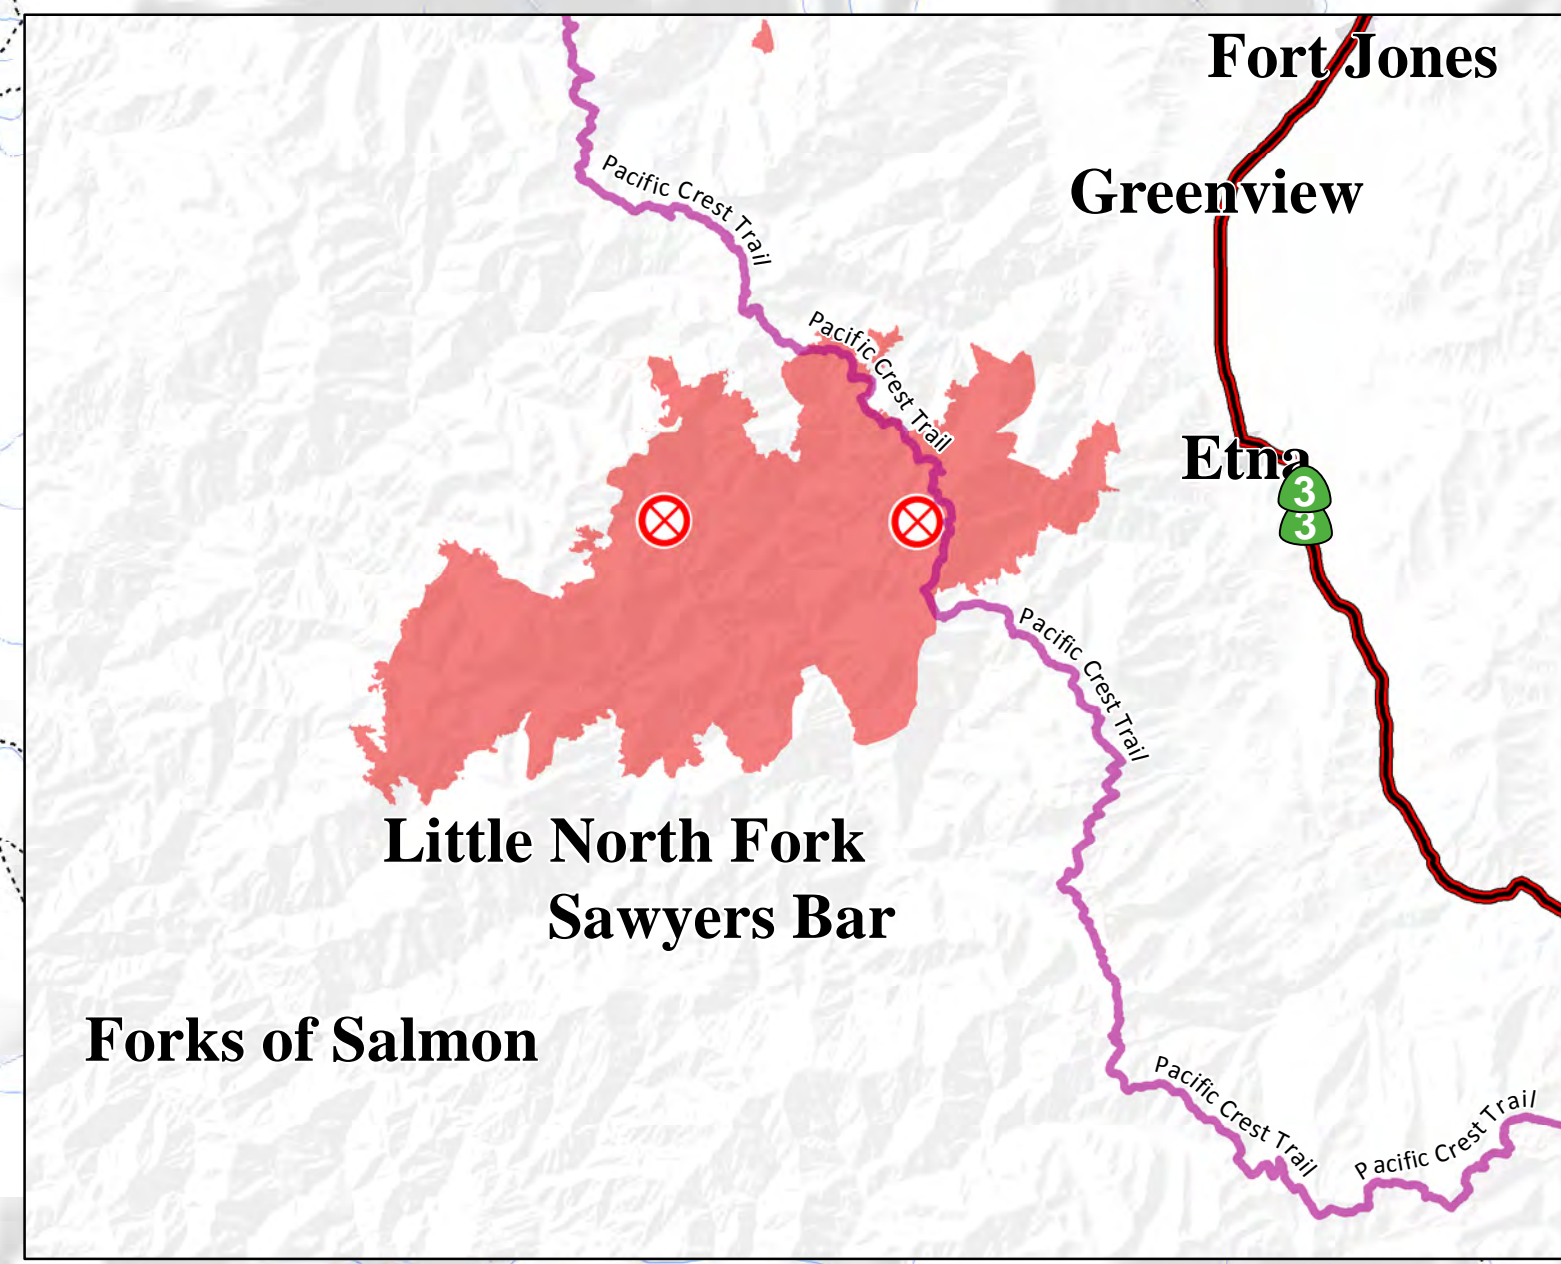 Fort Jones
Pacific Crest Trail
Greenview
Pacific Crest Trail
Etna
3
3
Pacific Crest Trail
Little North Fork
Sawyers Bar
Forks of Salmon
Pacific Crest Trail
Pacific Crest Trail